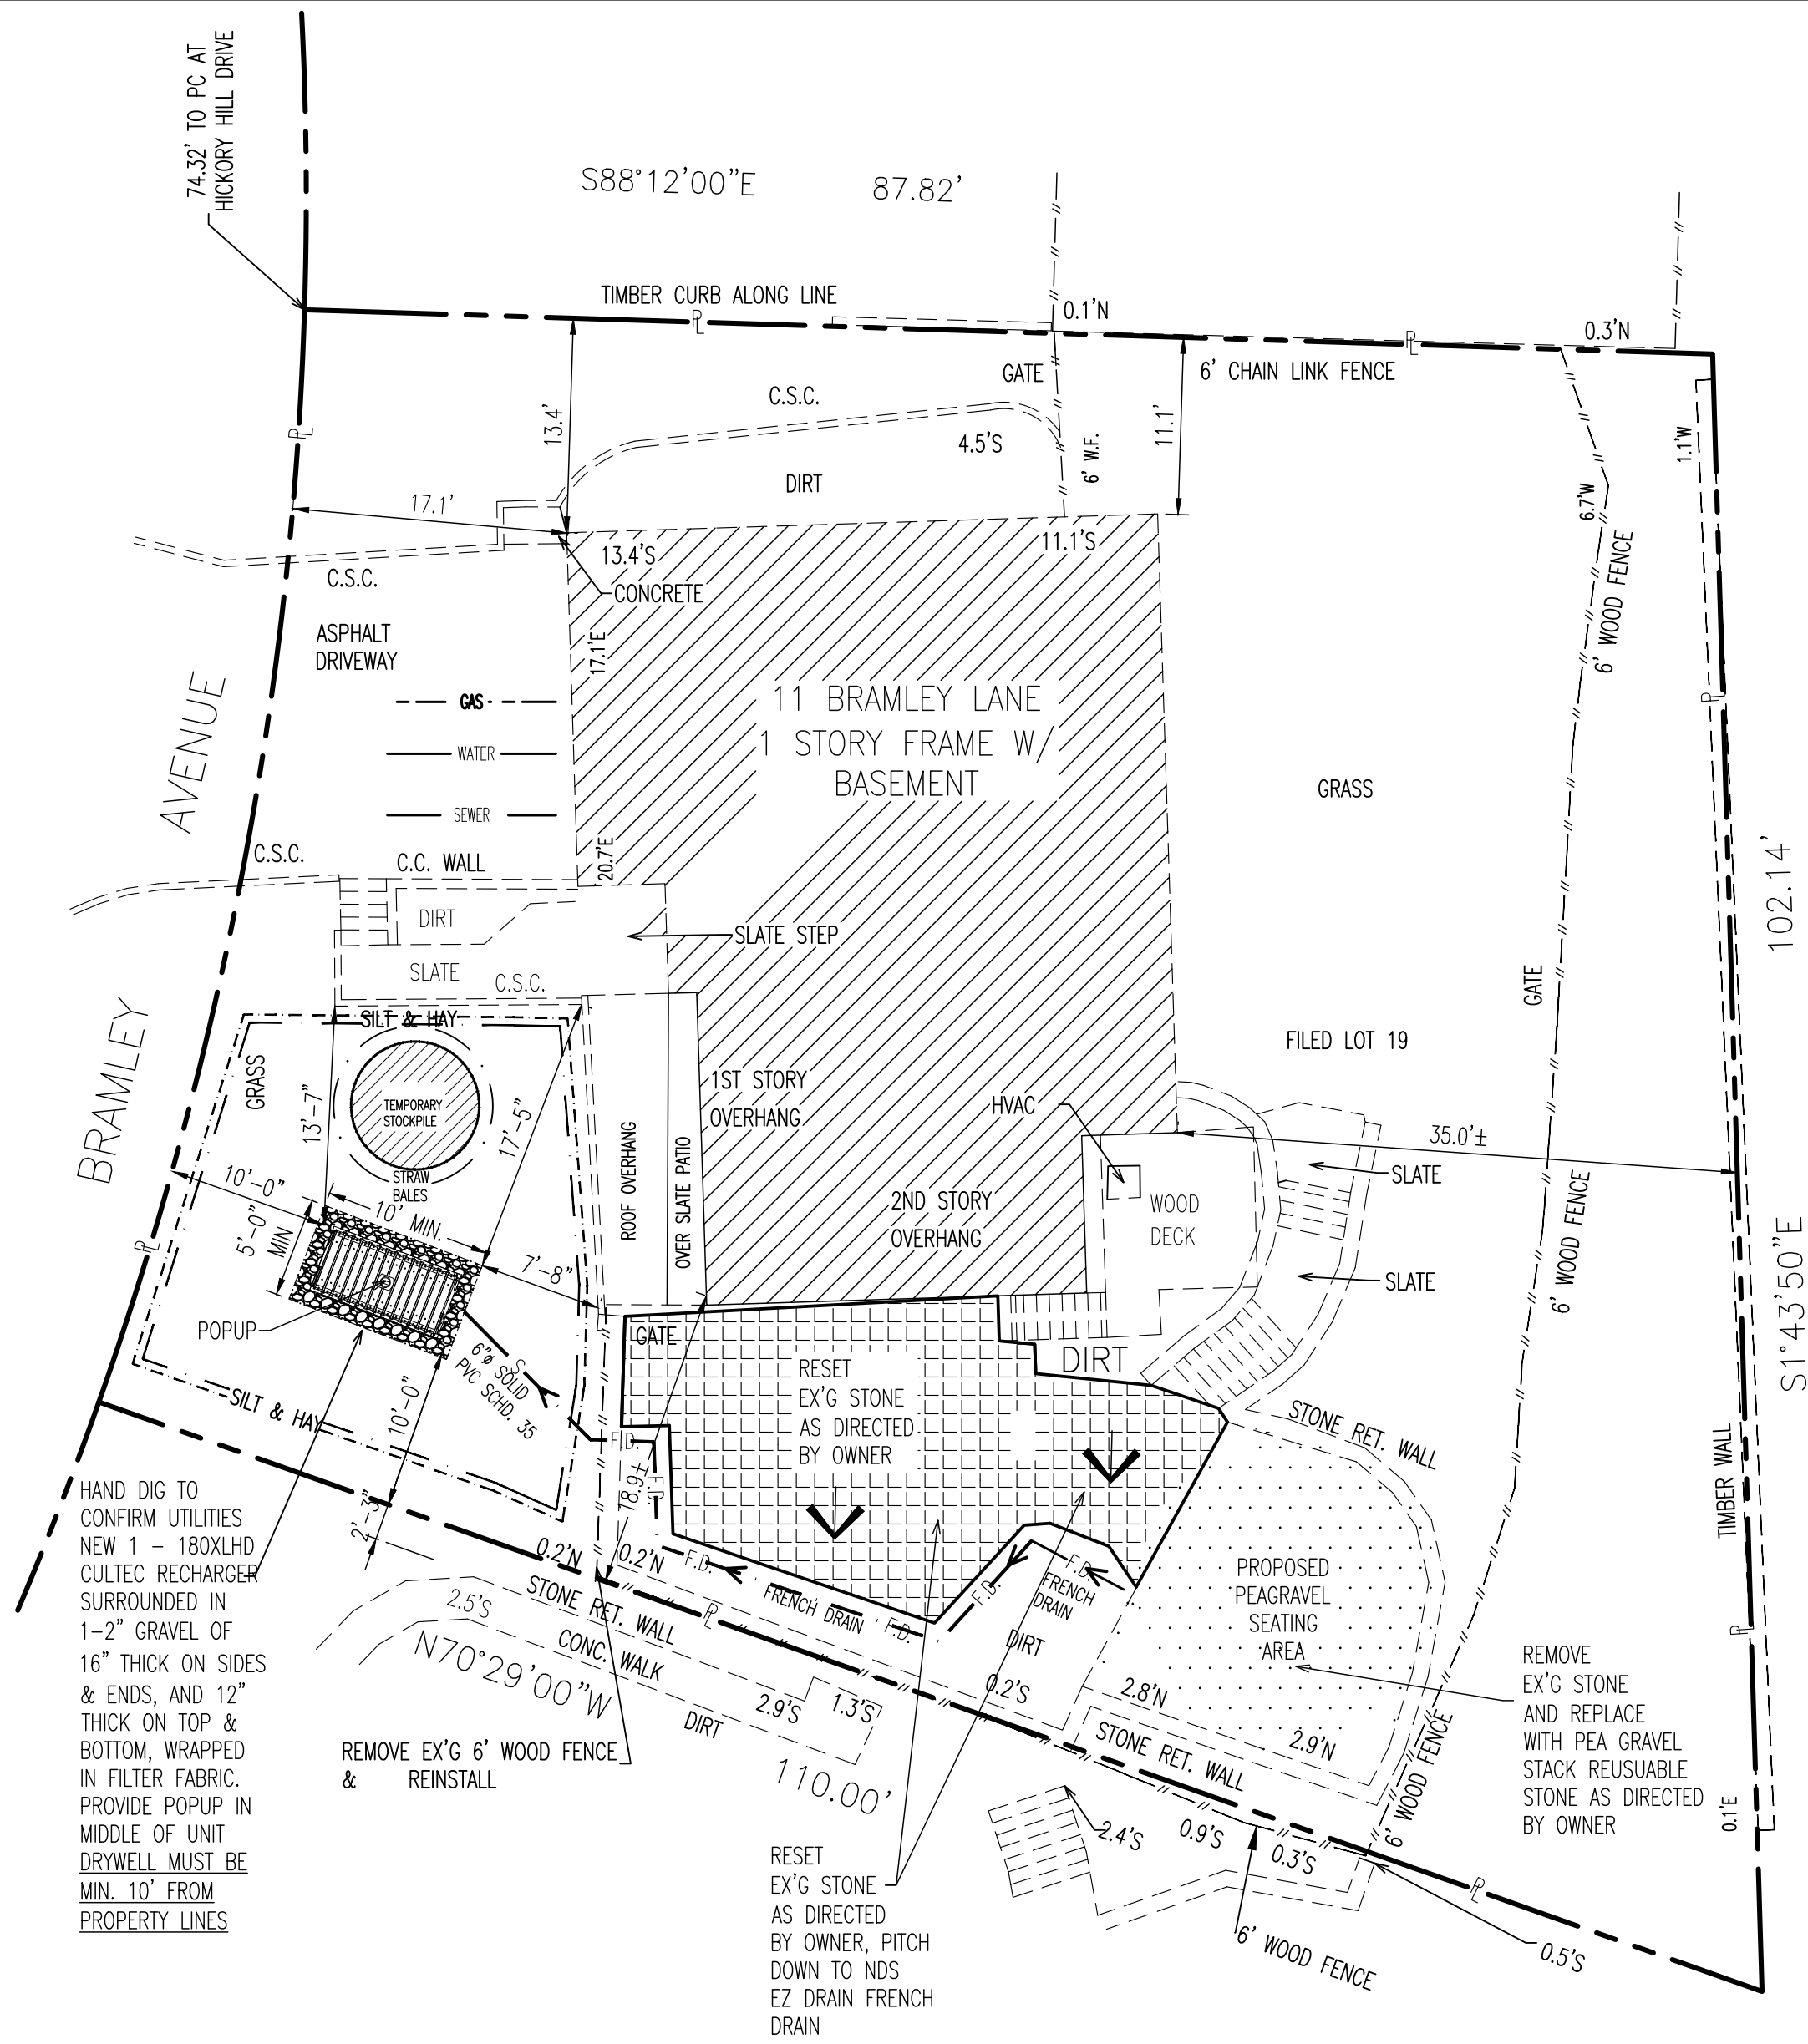 74.32' TO PC AT
HICKORY HILL DRIVE
S88°12'00"E 87.82'
TIMBER CURB ALONG LINE
PL
0.1'N
PL
0.3'N
GATE
6' CHAIN LINK FENCE
C.S.C.
13.4'
4.5'S
6' W.F.
11.1'
1.1'W
PL
DIRT
6.7'W
17.1'
13.4'S
11.1'S
CONCRETE
C.S.C.
6' WOOD FENCE
ASPHALT
DRIVEWAY
17.1'E
GAS
WATER
SEWER
11 BRAMLEY LANE
1 STORY FRAME W/
BASEMENT
PL
GRASS
BRAMLEY AVENUE
C.S.C.
C.C. WALL
20.7'E
102.14'
S1°43'50"E
DIRT
SLATE STEP
SLATE
C.S.C.
GATE
SILT & HAY
FILED LOT 19
GRASS
TEMPORARY
STOCKPILE
13'-7"
17'-5"
1ST STORY
OVERHANG
HVAC
35.0'±
SLATE
STRAW
BALES
10'-0"
10' MIN.
5'-0"
MIN
ROOF OVERHANG
OVER SLATE PATIO
2ND STORY
OVERHANG
WOOD
DECK
6' WOOD FENCE
PL
7'-8"
SLATE
POPUP
GATE
6"ø SOLID
PVC SCHD. 35
S
DIRT
RESET
EX'G STONE
AS DIRECTED
BY OWNER
SILT & HAY
10'-0"
STONE RET. WALL
F.D.
F.D.
18.9±
2'-3"
TIMBER WALL
HAND DIG TO
CONFIRM UTILITIES
NEW 1 - 180XLHD
CULTEC RECHARGER
SURROUNDED IN
1-2" GRAVEL OF
16" THICK ON SIDES
& ENDS, AND 12"
THICK ON TOP &
BOTTOM, WRAPPED
IN FILTER FABRIC.
PROVIDE POPUP IN
MIDDLE OF UNIT
DRYWELL MUST BE
MIN. 10' FROM
PROPERTY LINES
0.2'N
0.2'N
F.D.
FRENCH DRAIN
F.D.
F.D.
F.D.
FRENCH
DRAIN
PROPOSED
PEAGRAVEL
SEATING
AREA
STONE RET. WALL
PL
2.5'S
CONC. WALK
DIRT
PL
N70°29'00"W
REMOVE
EX'G STONE
AND REPLACE
WITH PEA GRAVEL
STACK REUSUABLE
STONE AS DIRECTED
BY OWNER
0.2'S
2.8'N
2.9'S
1.3'S
DIRT
STONE RET. WALL
2.9'N
6' WOOD FENCE
REMOVE EX'G 6' WOOD FENCE
& REINSTALL
110.00'
0.1'E
2.4'S
0.9'S
0.3'S
PL
RESET
EX'G STONE
AS DIRECTED
BY OWNER, PITCH
DOWN TO NDS
EZ DRAIN FRENCH
DRAIN
6' WOOD FENCE
0.5'S